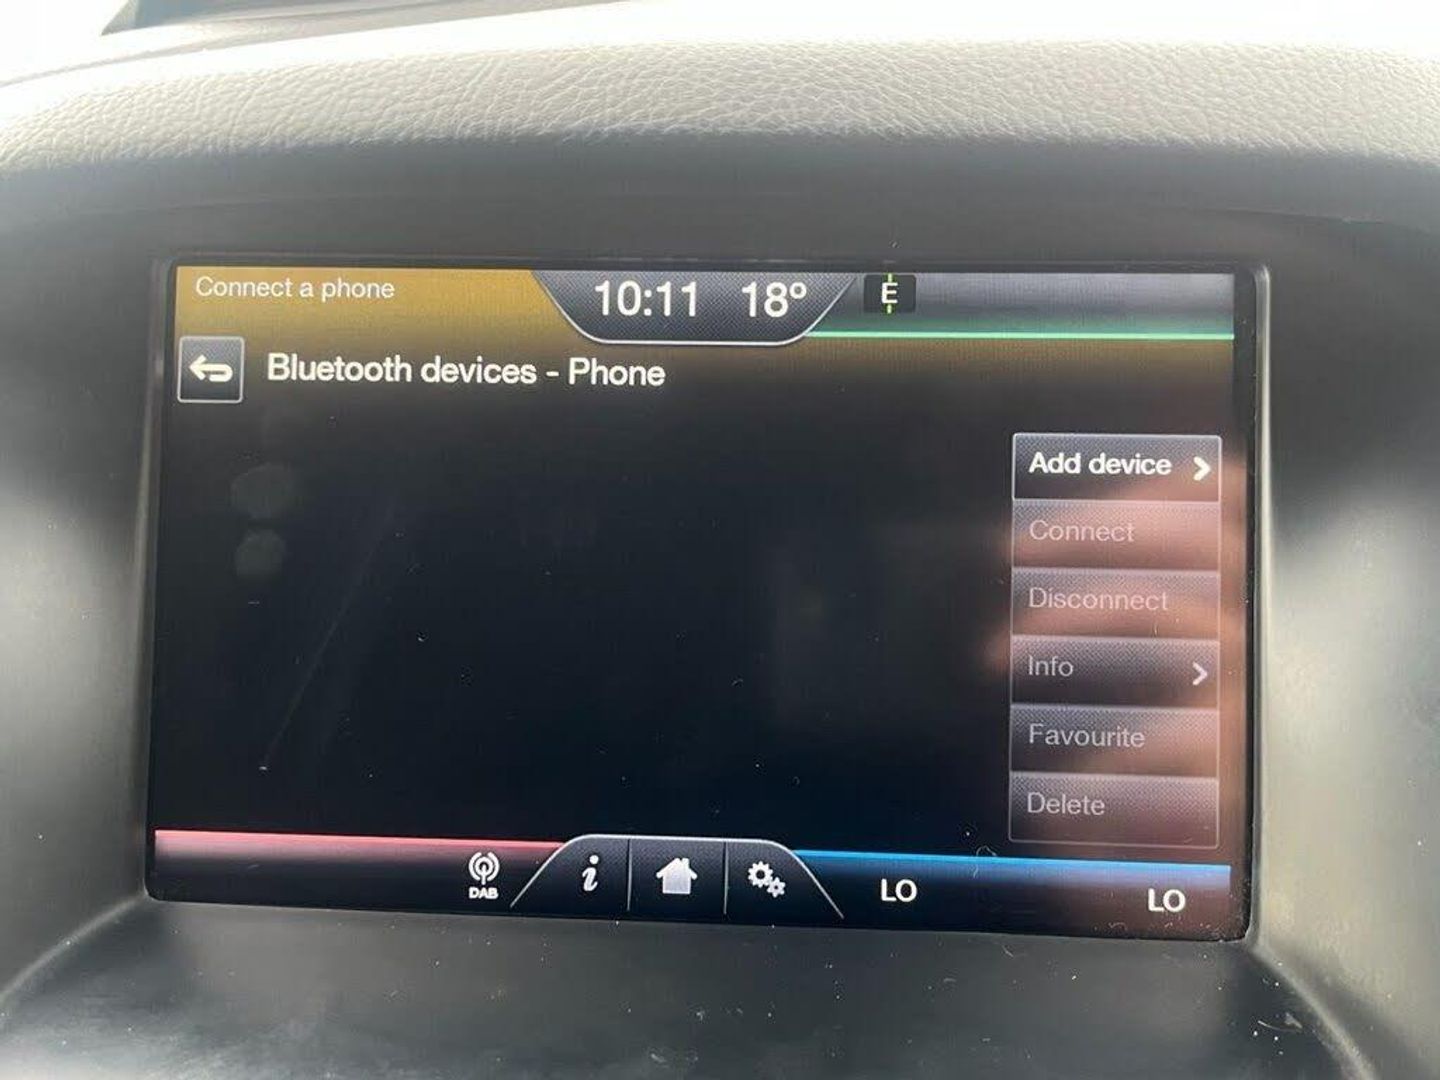 Connect a phone
10:11 18° E
Bluetooth devices - Phone
Add device
Connect
Disconnect
Info
Favourite
Delete
DAB
i
LO LO